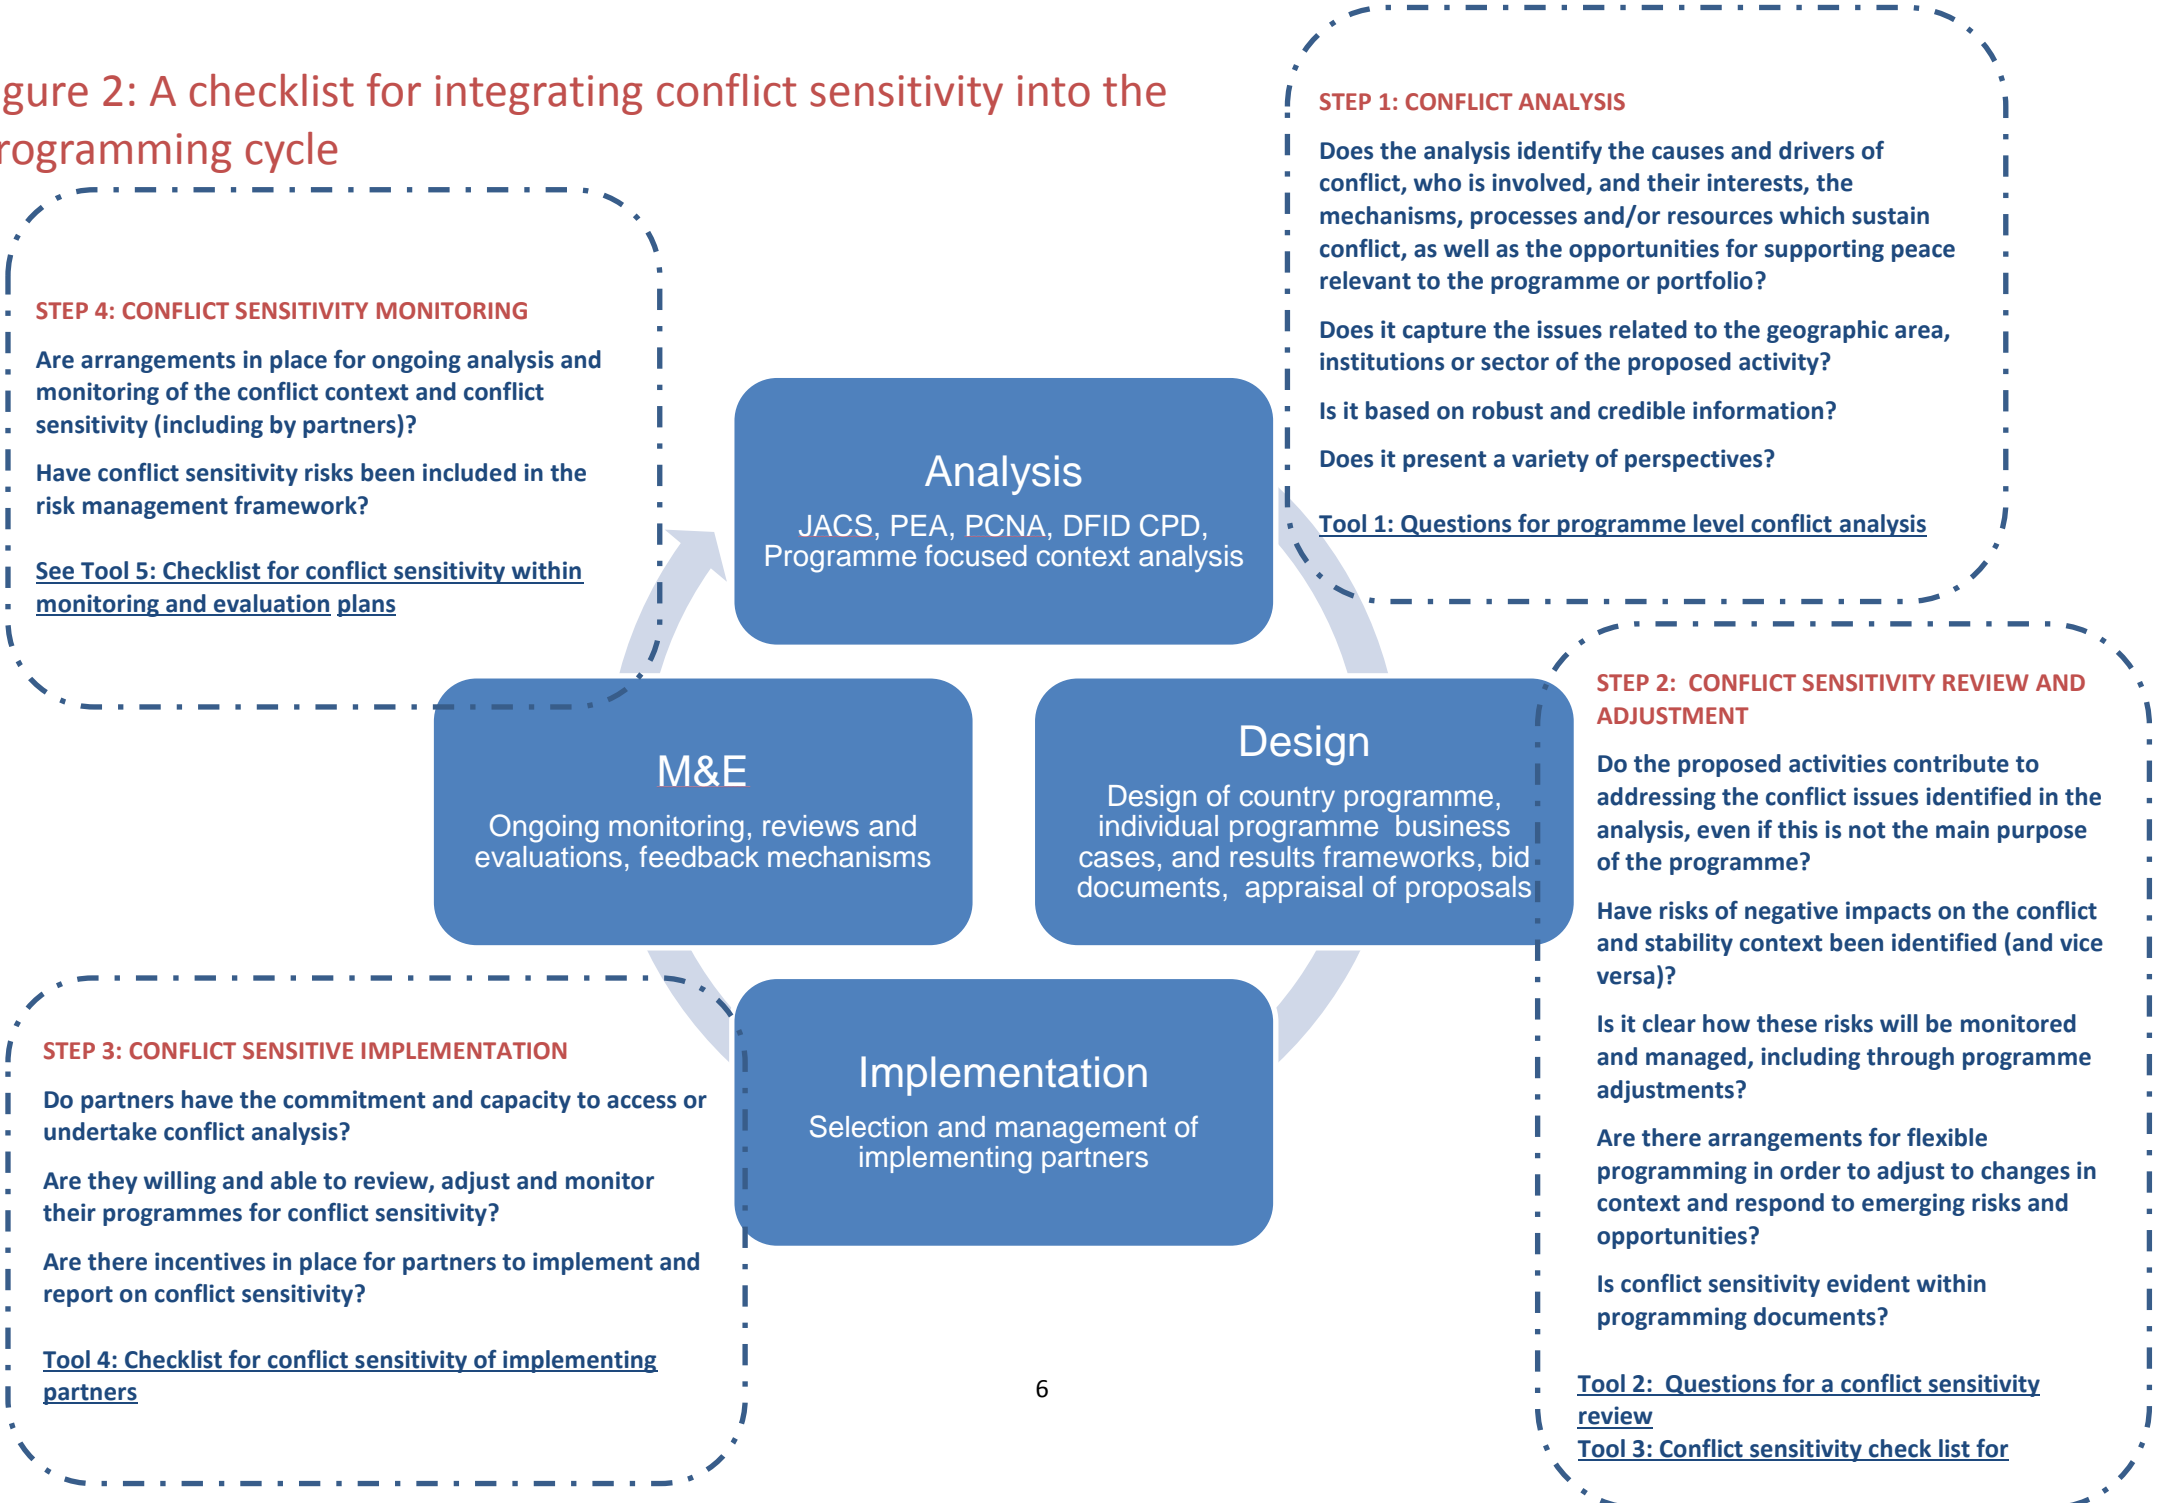 gure 2: A checklist for integrating conflict sensitivity into the
rogramming cycle
STEP 1: CONFLICT ANALYSIS
Does the analysis identify the causes and drivers of
conflict, who is involved, and their interests, the
mechanisms, processes and/or resources which sustain
conflict, as well as the opportunities for supporting peace
relevant to the programme or portfolio?
Does it capture the issues related to the geographic area,
institutions or sector of the proposed activity?
Is it based on robust and credible information?
Does it present a variety of perspectives?
Tool 1: Questions for programme level conflict analysis
STEP 4: CONFLICT SENSITIVITY MONITORING
Are arrangements in place for ongoing analysis and
monitoring of the conflict context and conflict
sensitivity (including by partners)?
Have conflict sensitivity risks been included in the
risk management framework?
See Tool 5: Checklist for conflict sensitivity within
monitoring and evaluation plans
Analysis
JACS, PEA, PCNA, DFID CPD,
Programme focused context analysis
M&E
Ongoing monitoring, reviews and
evaluations, feedback mechanisms
Design
Design of country programme,
individual programme  business
cases, and results frameworks, bid
documents,  appraisal of proposals
STEP 2:  CONFLICT SENSITIVITY REVIEW AND
ADJUSTMENT
Do the proposed activities contribute to
addressing the conflict issues identified in the
analysis, even if this is not the main purpose
of the programme?
Have risks of negative impacts on the conflict
and stability context been identified (and vice
versa)?
Is it clear how these risks will be monitored
and managed, including through programme
adjustments?
Are there arrangements for flexible
programming in order to adjust to changes in
context and respond to emerging risks and
opportunities?
Is conflict sensitivity evident within
programming documents?
Tool 2:  Questions for a conflict sensitivity
review
Tool 3: Conflict sensitivity check list for
STEP 3: CONFLICT SENSITIVE IMPLEMENTATION
Do partners have the commitment and capacity to access or
undertake conflict analysis?
Are they willing and able to review, adjust and monitor
their programmes for conflict sensitivity?
Are there incentives in place for partners to implement and
report on conflict sensitivity?
Tool 4: Checklist for conflict sensitivity of implementing
partners
Implementation
Selection and management of
implementing partners
6